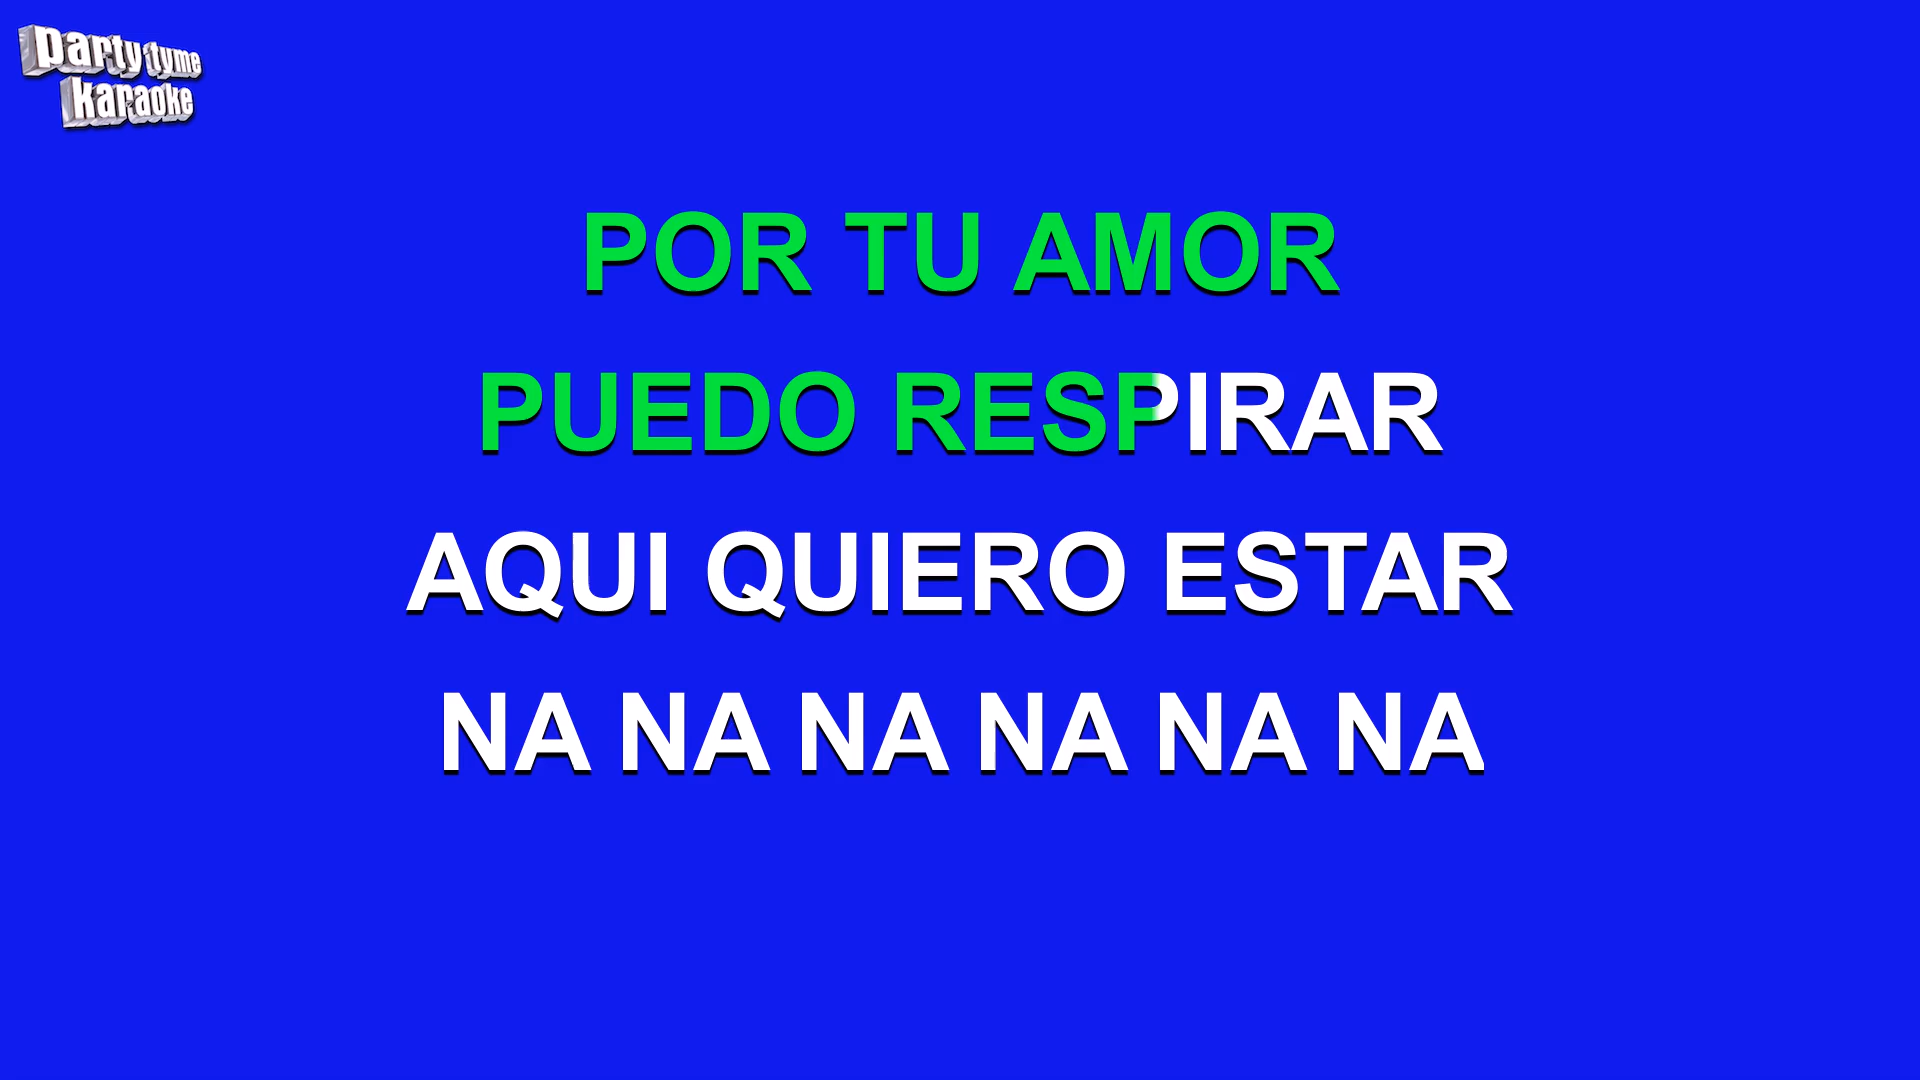 party tyme
karaoke
POR TU AMOR
PUEDO RESPIRAR
AQUI QUIERO ESTAR
NA NA NA NA NA NA